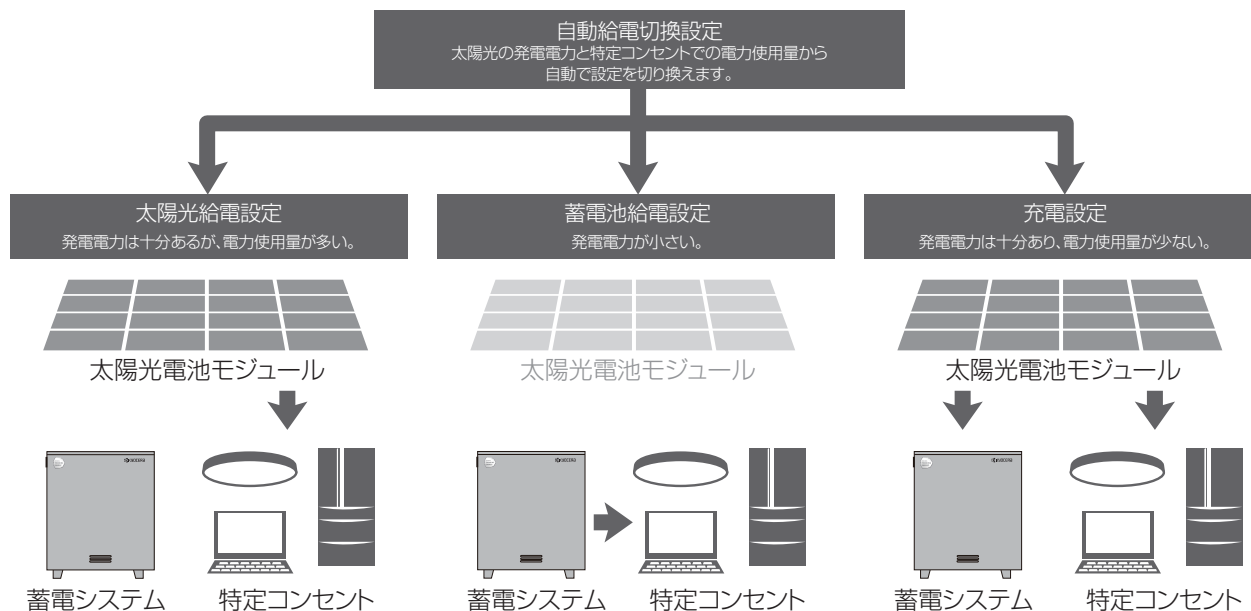 自動給電切換設定
太陽光の発電電力と特定コンセントでの電力使用量から
自動で設定を切り換えます。
太陽光給電設定
発電電力は十分あるが、電力使用量が多い。
蓄電池給電設定
発電電力が小さい。
充電設定
発電電力は十分あり、電力使用量が少ない。
太陽光電池モジュール
太陽光電池モジュール
太陽光電池モジュール
KYOCERA
KYOCERA
KYOCERA
蓄電システム
特定コンセント
蓄電システム
特定コンセント
蓄電システム
特定コンセント